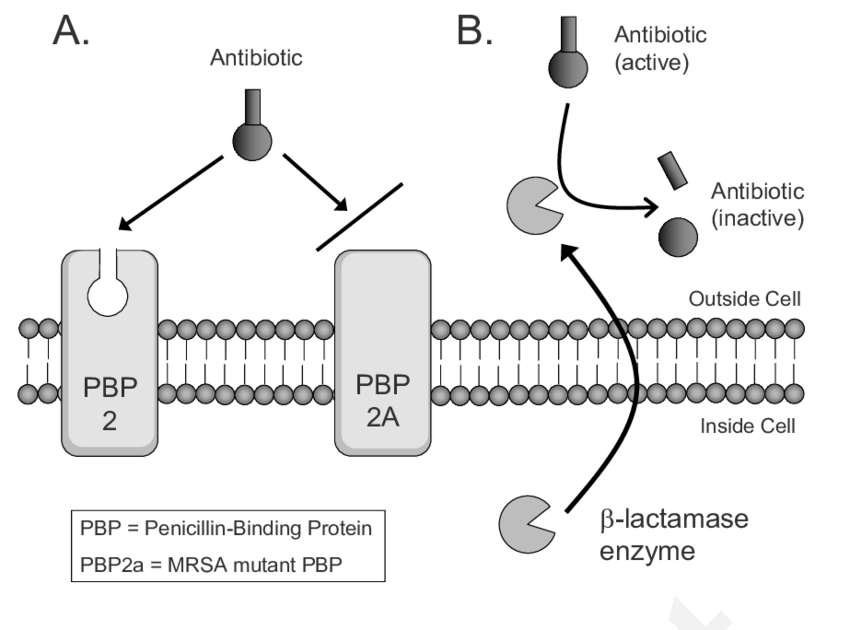 A.
Antibiotic
B.
Antibiotic
(active)
Antibiotic
(inactive)
Outside Cell
PBP
2
PBP
2A
Inside Cell
PBP = Penicillin-Binding Protein
PBP2a = MRSA mutant PBP
β-lactamase
enzyme